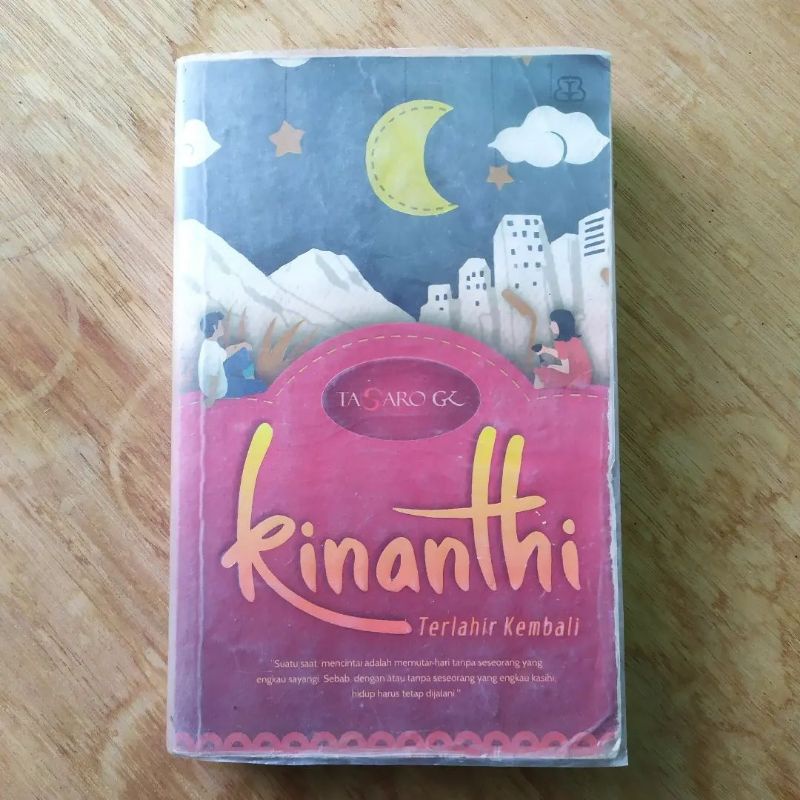 TASARO GK
kinanthi
Terlahir Kembali
"Suatu saat, mencintai adalah memutar hari tanpa seseorang yang
engkau sayangi. Sebab, dengan atau tanpa seseorang yang engkau kasihi,
hidup harus tetap dijalani."